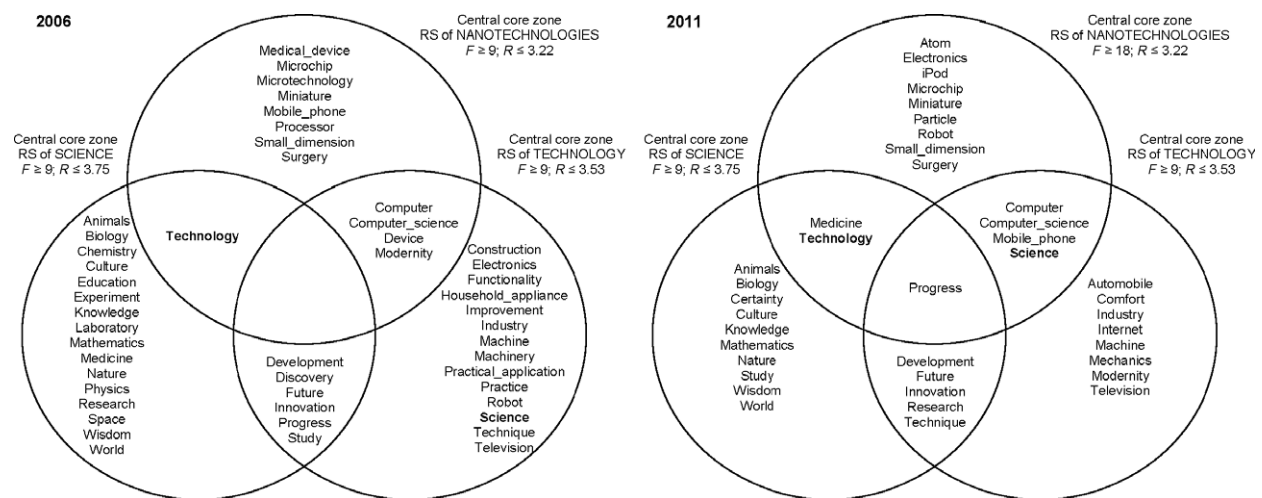 2006
Central core zone
RS of NANOTECHNOLOGIES
F ≥ 9; R ≤ 3.22
Medical_device
Microchip
Microtechnology
Miniature
Mobile_phone
Processor
Small_dimension
Surgery
Central core zone
RS of SCIENCE
F ≥ 9; R ≤ 3.75
Central core zone
RS of TECHNOLOGY
F ≥ 9; R ≤ 3.53
Technology
Computer
Computer_science
Device
Modernity
Animals
Biology
Chemistry
Culture
Education
Experiment
Knowledge
Laboratory
Mathematics
Medicine
Nature
Physics
Research
Space
Wisdom
World
Development
Discovery
Future
Innovation
Progress
Study
Construction
Electronics
Functionality
Household_appliance
Improvement
Industry
Machine
Machinery
Practical_application
Practice
Robot
Science
Technique
Television
2011
Central core zone
RS of NANOTECHNOLOGIES
F ≥ 18; R ≤ 3.22
Atom
Electronics
iPod
Microchip
Miniature
Particle
Robot
Small_dimension
Surgery
Central core zone
RS of SCIENCE
F ≥ 9; R ≤ 3.75
Central core zone
RS of TECHNOLOGY
F ≥ 9; R ≤ 3.53
Medicine
Technology
Computer
Computer_science
Mobile_phone
Science
Progress
Animals
Biology
Certainty
Culture
Knowledge
Mathematics
Nature
Study
Wisdom
World
Development
Future
Innovation
Research
Technique
Automobile
Comfort
Industry
Internet
Machine
Mechanics
Modernity
Television